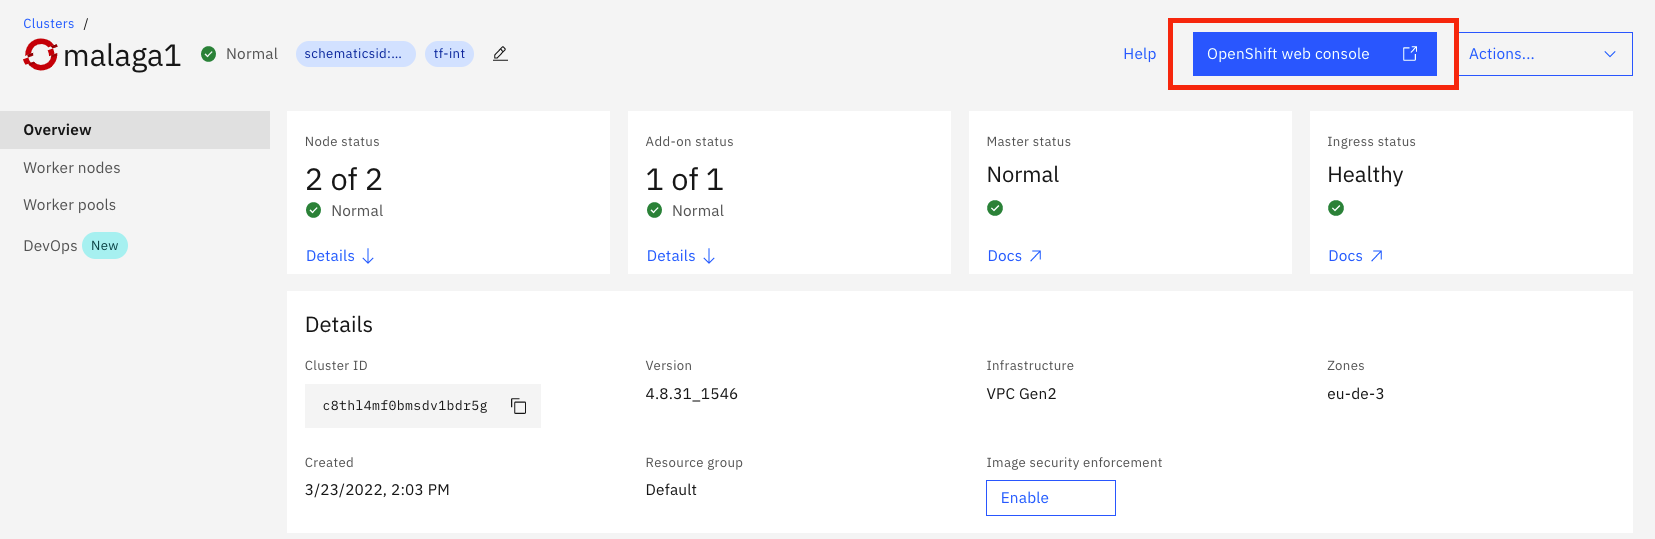 Clusters /
malaga1 Normal schematicsid:... tf-int
Help OpenShift web console Actions...
Overview
Worker nodes
Worker pools
DevOps New
Node status
2 of 2
Normal
Details
Add-on status
1 of 1
Normal
Details
Master status
Normal
Docs
Ingress status
Healthy
Docs
Details
Cluster ID
c8thl4mf0bmsdv1bdr5g
Version
4.8.31_1546
Infrastructure
VPC Gen2
Zones
eu-de-3
Created
3/23/2022, 2:03 PM
Resource group
Default
Image security enforcement
Enable